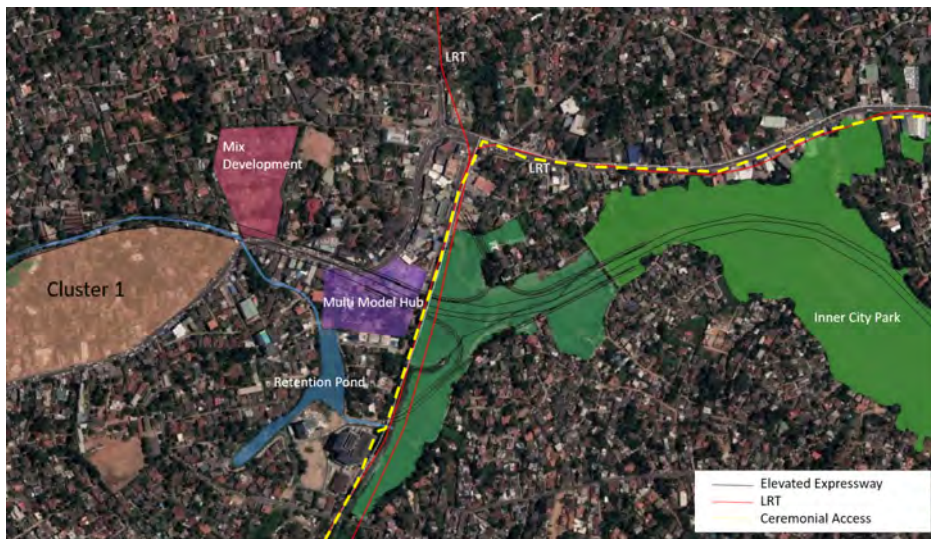 LRT
Mix
Development
LRT
Cluster 1
Multi Model Hub
Inner City Park
Retention Pond
Elevated Expressway
LRT
Ceremonial Access